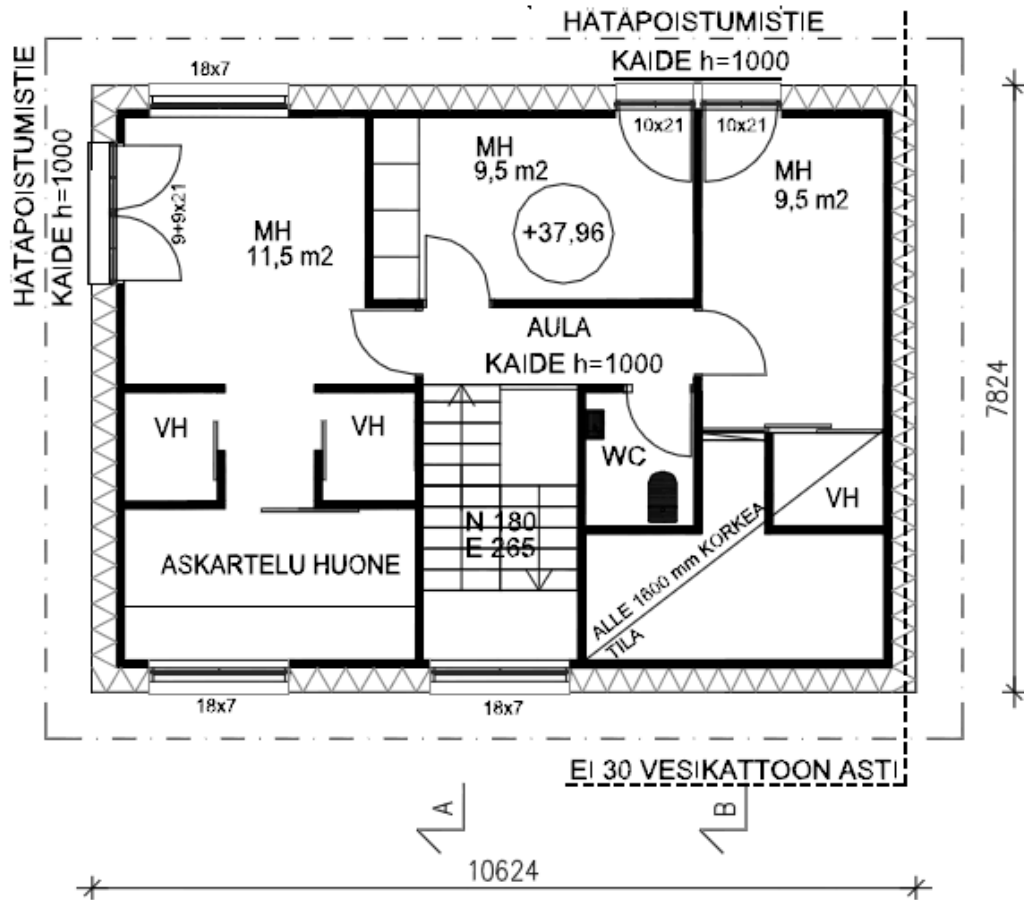 HÄTÄPOISTUMISTIE
KAIDE h=1000
HÄTÄPOISTUMISTIE
KAIDE h=1000
18x7
10x21
10x21
9+9x21
MH
9,5 m2
MH
9,5 m2
+37,96
MH
11,5 m2
AULA
KAIDE h=1000
7824
VH
VH
WC
VH
N 180
E 265
ASKARTELU HUONE
ALLE 1600 mm KORKEA
TILA
18x7
18x7
EI 30 VESIKATTOON ASTI
A
B
10624